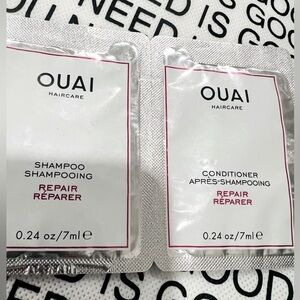 OUAI
HAIRCARE
SHAMPOO
SHAMPOOING
REPAIR
RÉPARER
0.24 oz/7ml e
OUAI
HAIRCARE
CONDITIONER
APRÈS-SHAMPOOING
REPAIR
RÉPARER
0.24 oz/7ml e
NEED IS GOOD